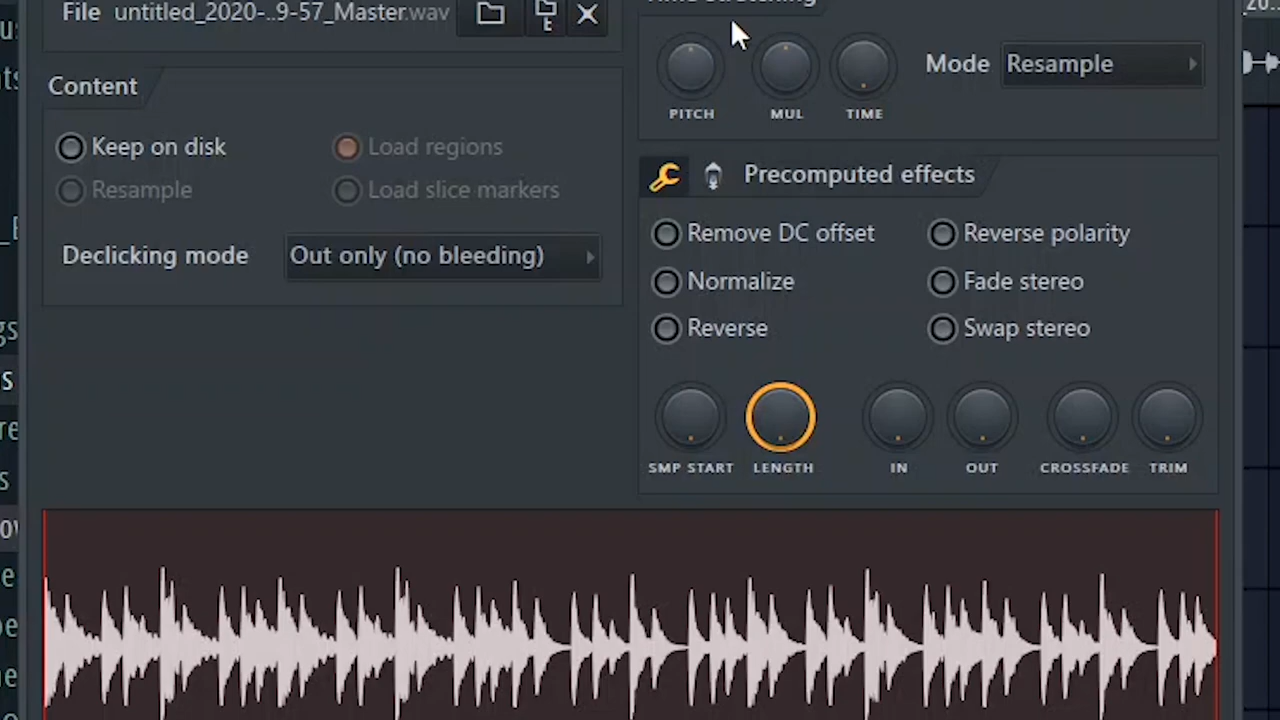 File untitled_2020-..9-57_Master.wav
Content
Keep on disk
Load regions
Resample
Load slice markers
Declicking mode
Out only (no bleeding)
PITCH
MUL
TIME
Mode
Resample
Precomputed effects
Remove DC offset
Reverse polarity
Normalize
Fade stereo
Reverse
Swap stereo
SMP START
LENGTH
IN
OUT
CROSSFADE
TRIM